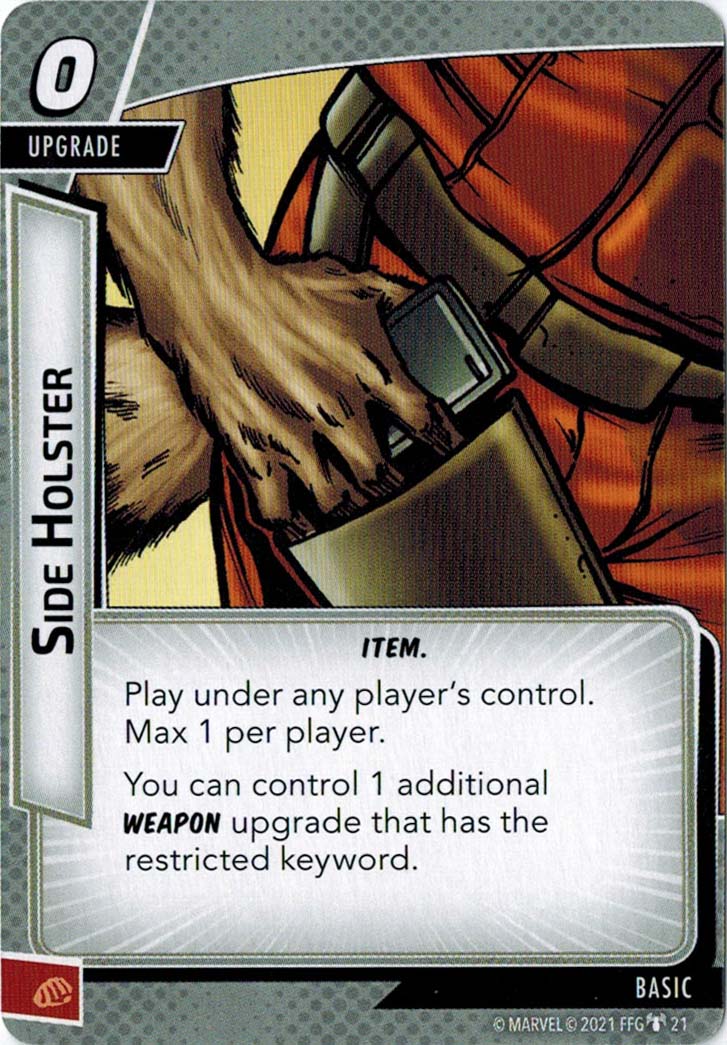 0
UPGRADE
SIDE HOLSTER
ITEM.
Play under any player's control.
Max 1 per player.
You can control 1 additional
WEAPON upgrade that has the
restricted keyword.
BASIC
© MARVEL © 2021 FFG 21